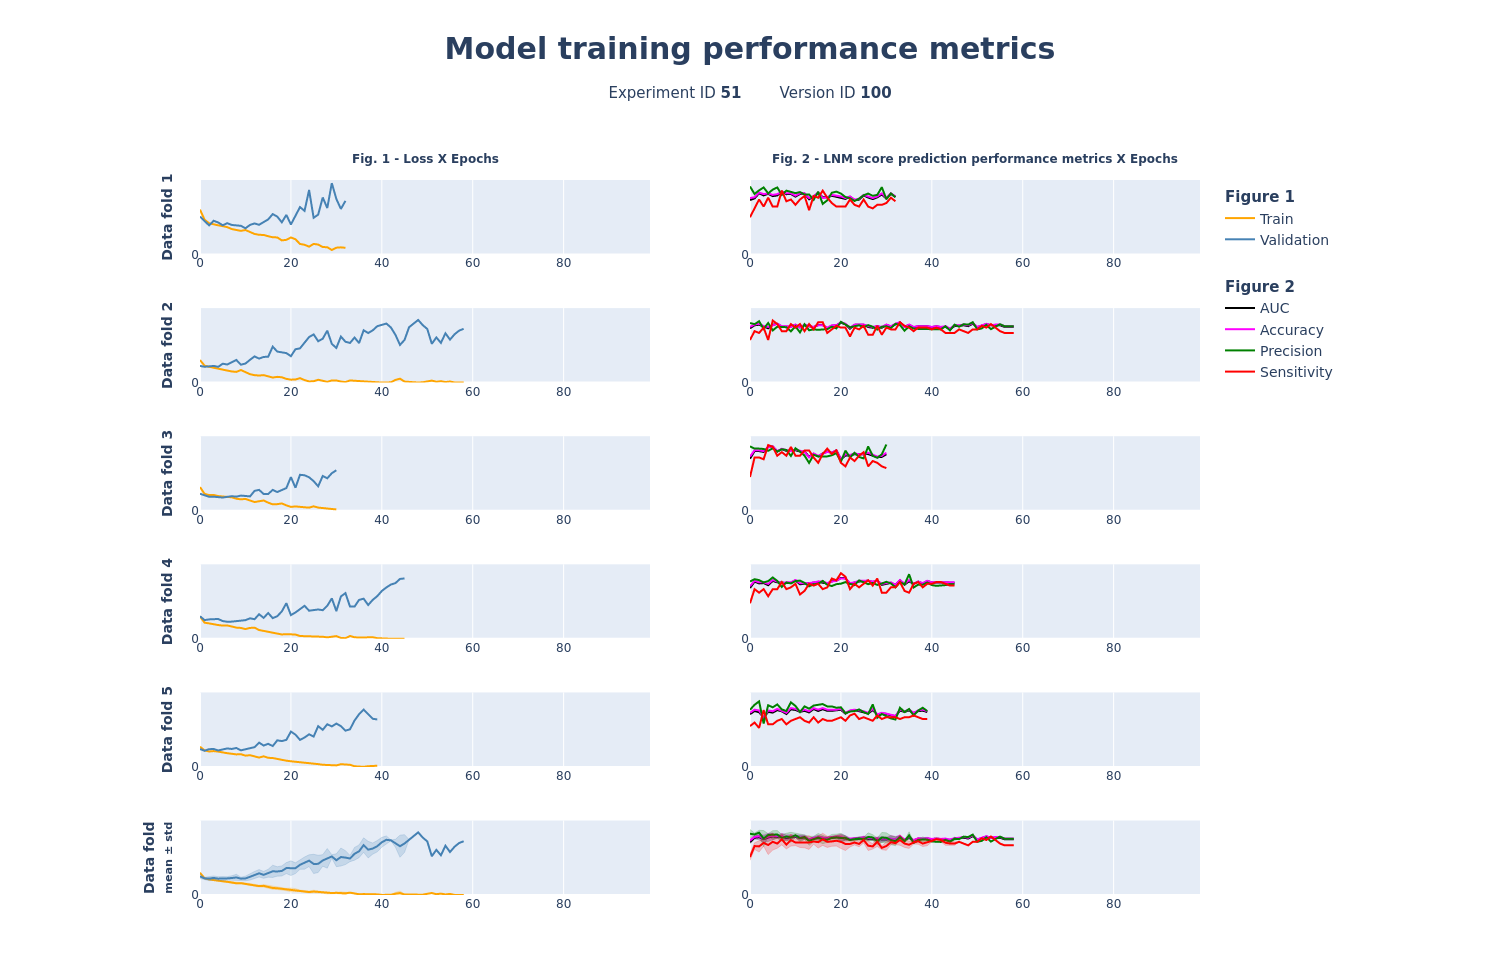 Model training performance metrics
Experiment ID 51 Version ID 100
Fig. 1 - Loss X Epochs
Fig. 2 - LNM score prediction performance metrics X Epochs
Data fold 1
0
0 20 40 60 80
0
0 20 40 60 80
Figure 1
Train
Validation
Figure 2
AUC
Accuracy
Precision
Sensitivity
Data fold 2
0
0 20 40 60 80
0
0 20 40 60 80
Data fold 3
0
0 20 40 60 80
0
0 20 40 60 80
Data fold 4
0
0 20 40 60 80
0
0 20 40 60 80
Data fold 5
0
0 20 40 60 80
0
0 20 40 60 80
Data fold
mean ± std
0
0 20 40 60 80
0
0 20 40 60 80